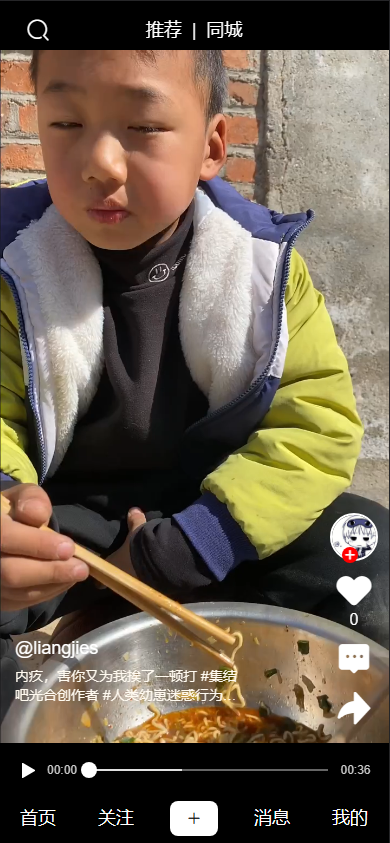 推荐 | 同城
@liangjies
内疚，害你又为我挨了一顿打 #集结
吧光合创作者 #人类幼崽迷惑行为...
0
00:00
00:36
首页 关注 + 消息 我的